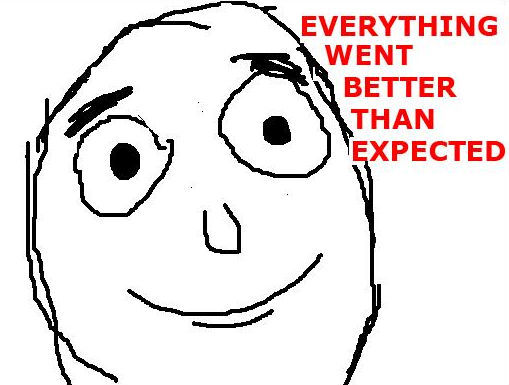 EVERYTHING
WENT
BETTER
THAN
EXPECTED